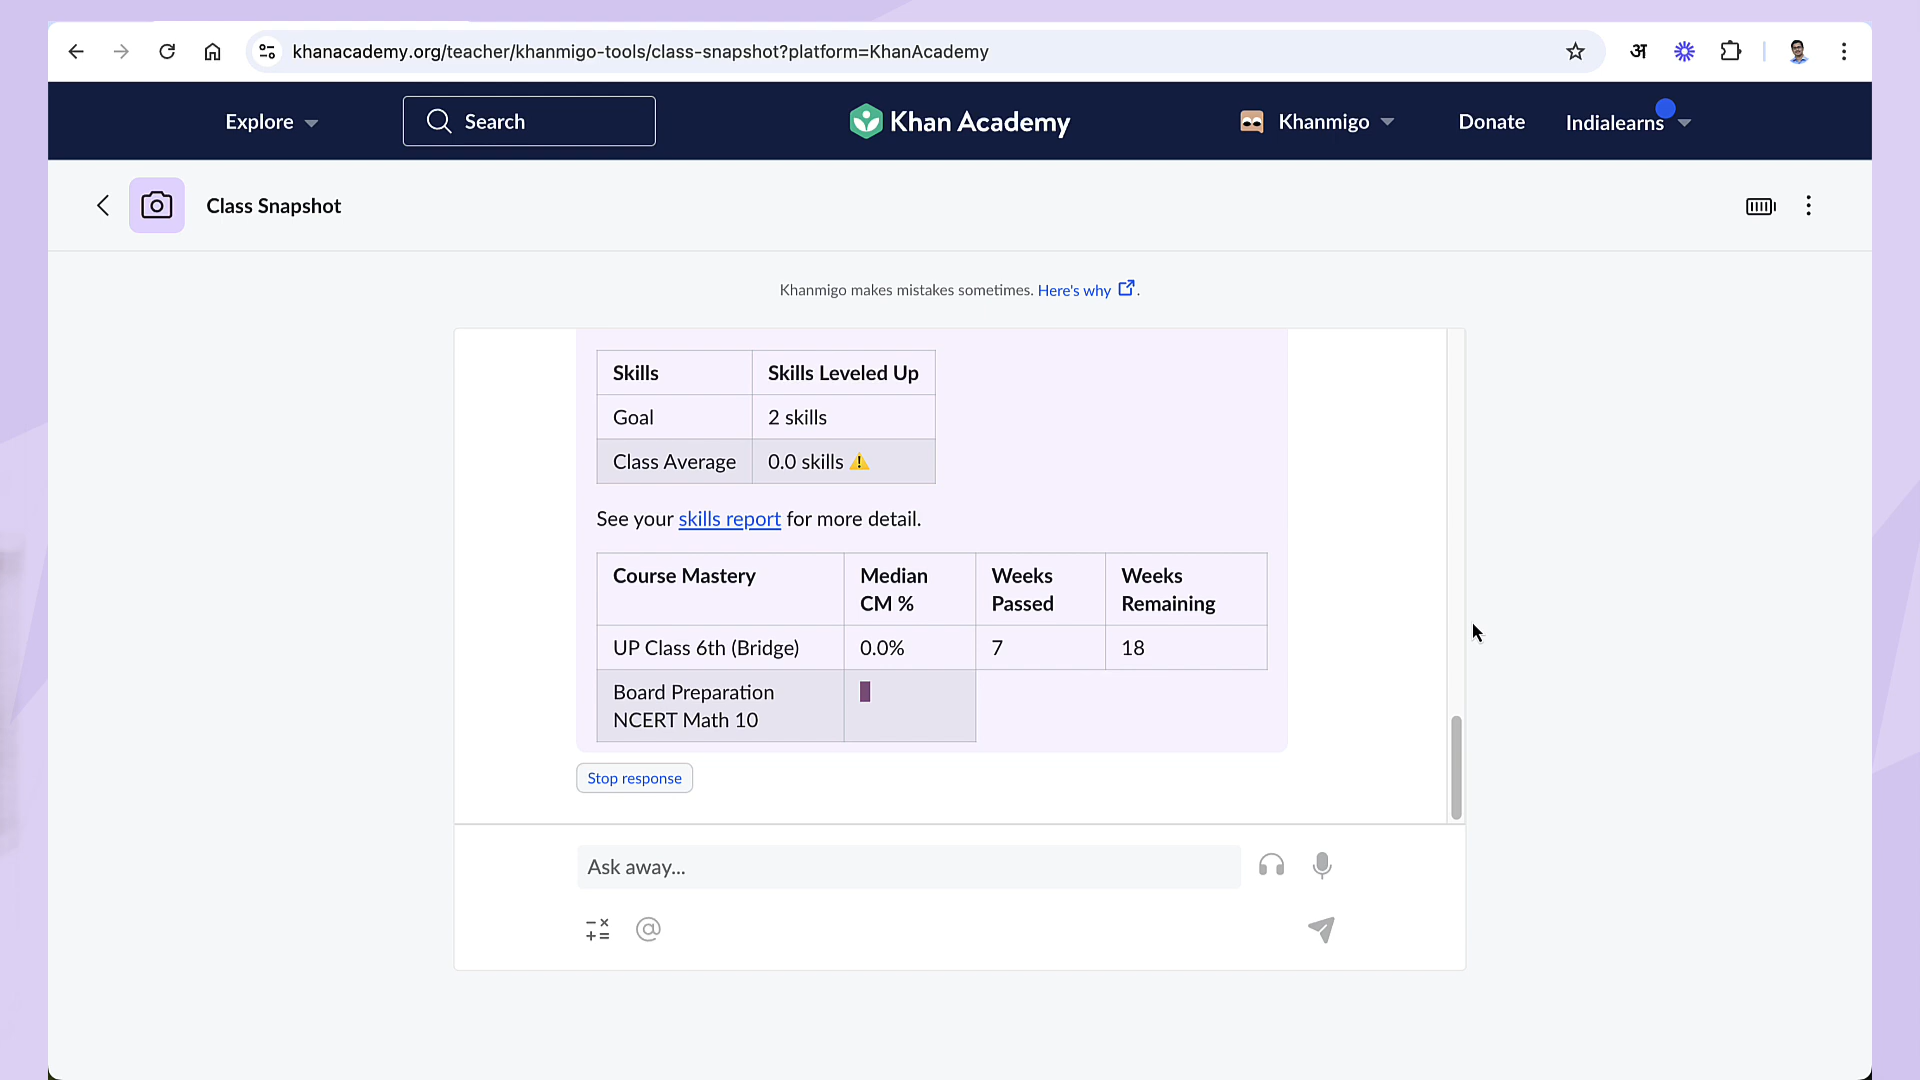 khanacademy.org/teacher/khanmigo-tools/class-snapshot?platform=KhanAcademy
अ
Explore
Search
Khan Academy
Khanmigo
Donate
Indialearns
Class Snapshot
Khanmigo makes mistakes sometimes. Here's why.
Skills Skills Leveled Up
Goal 2 skills
Class Average 0.0 skills ⚠️
See your skills report for more detail.
Course Mastery Median CM % Weeks Passed Weeks Remaining
UP Class 6th (Bridge) 0.0% 7 18
Board Preparation
NCERT Math 10
Stop response
Ask away...
@